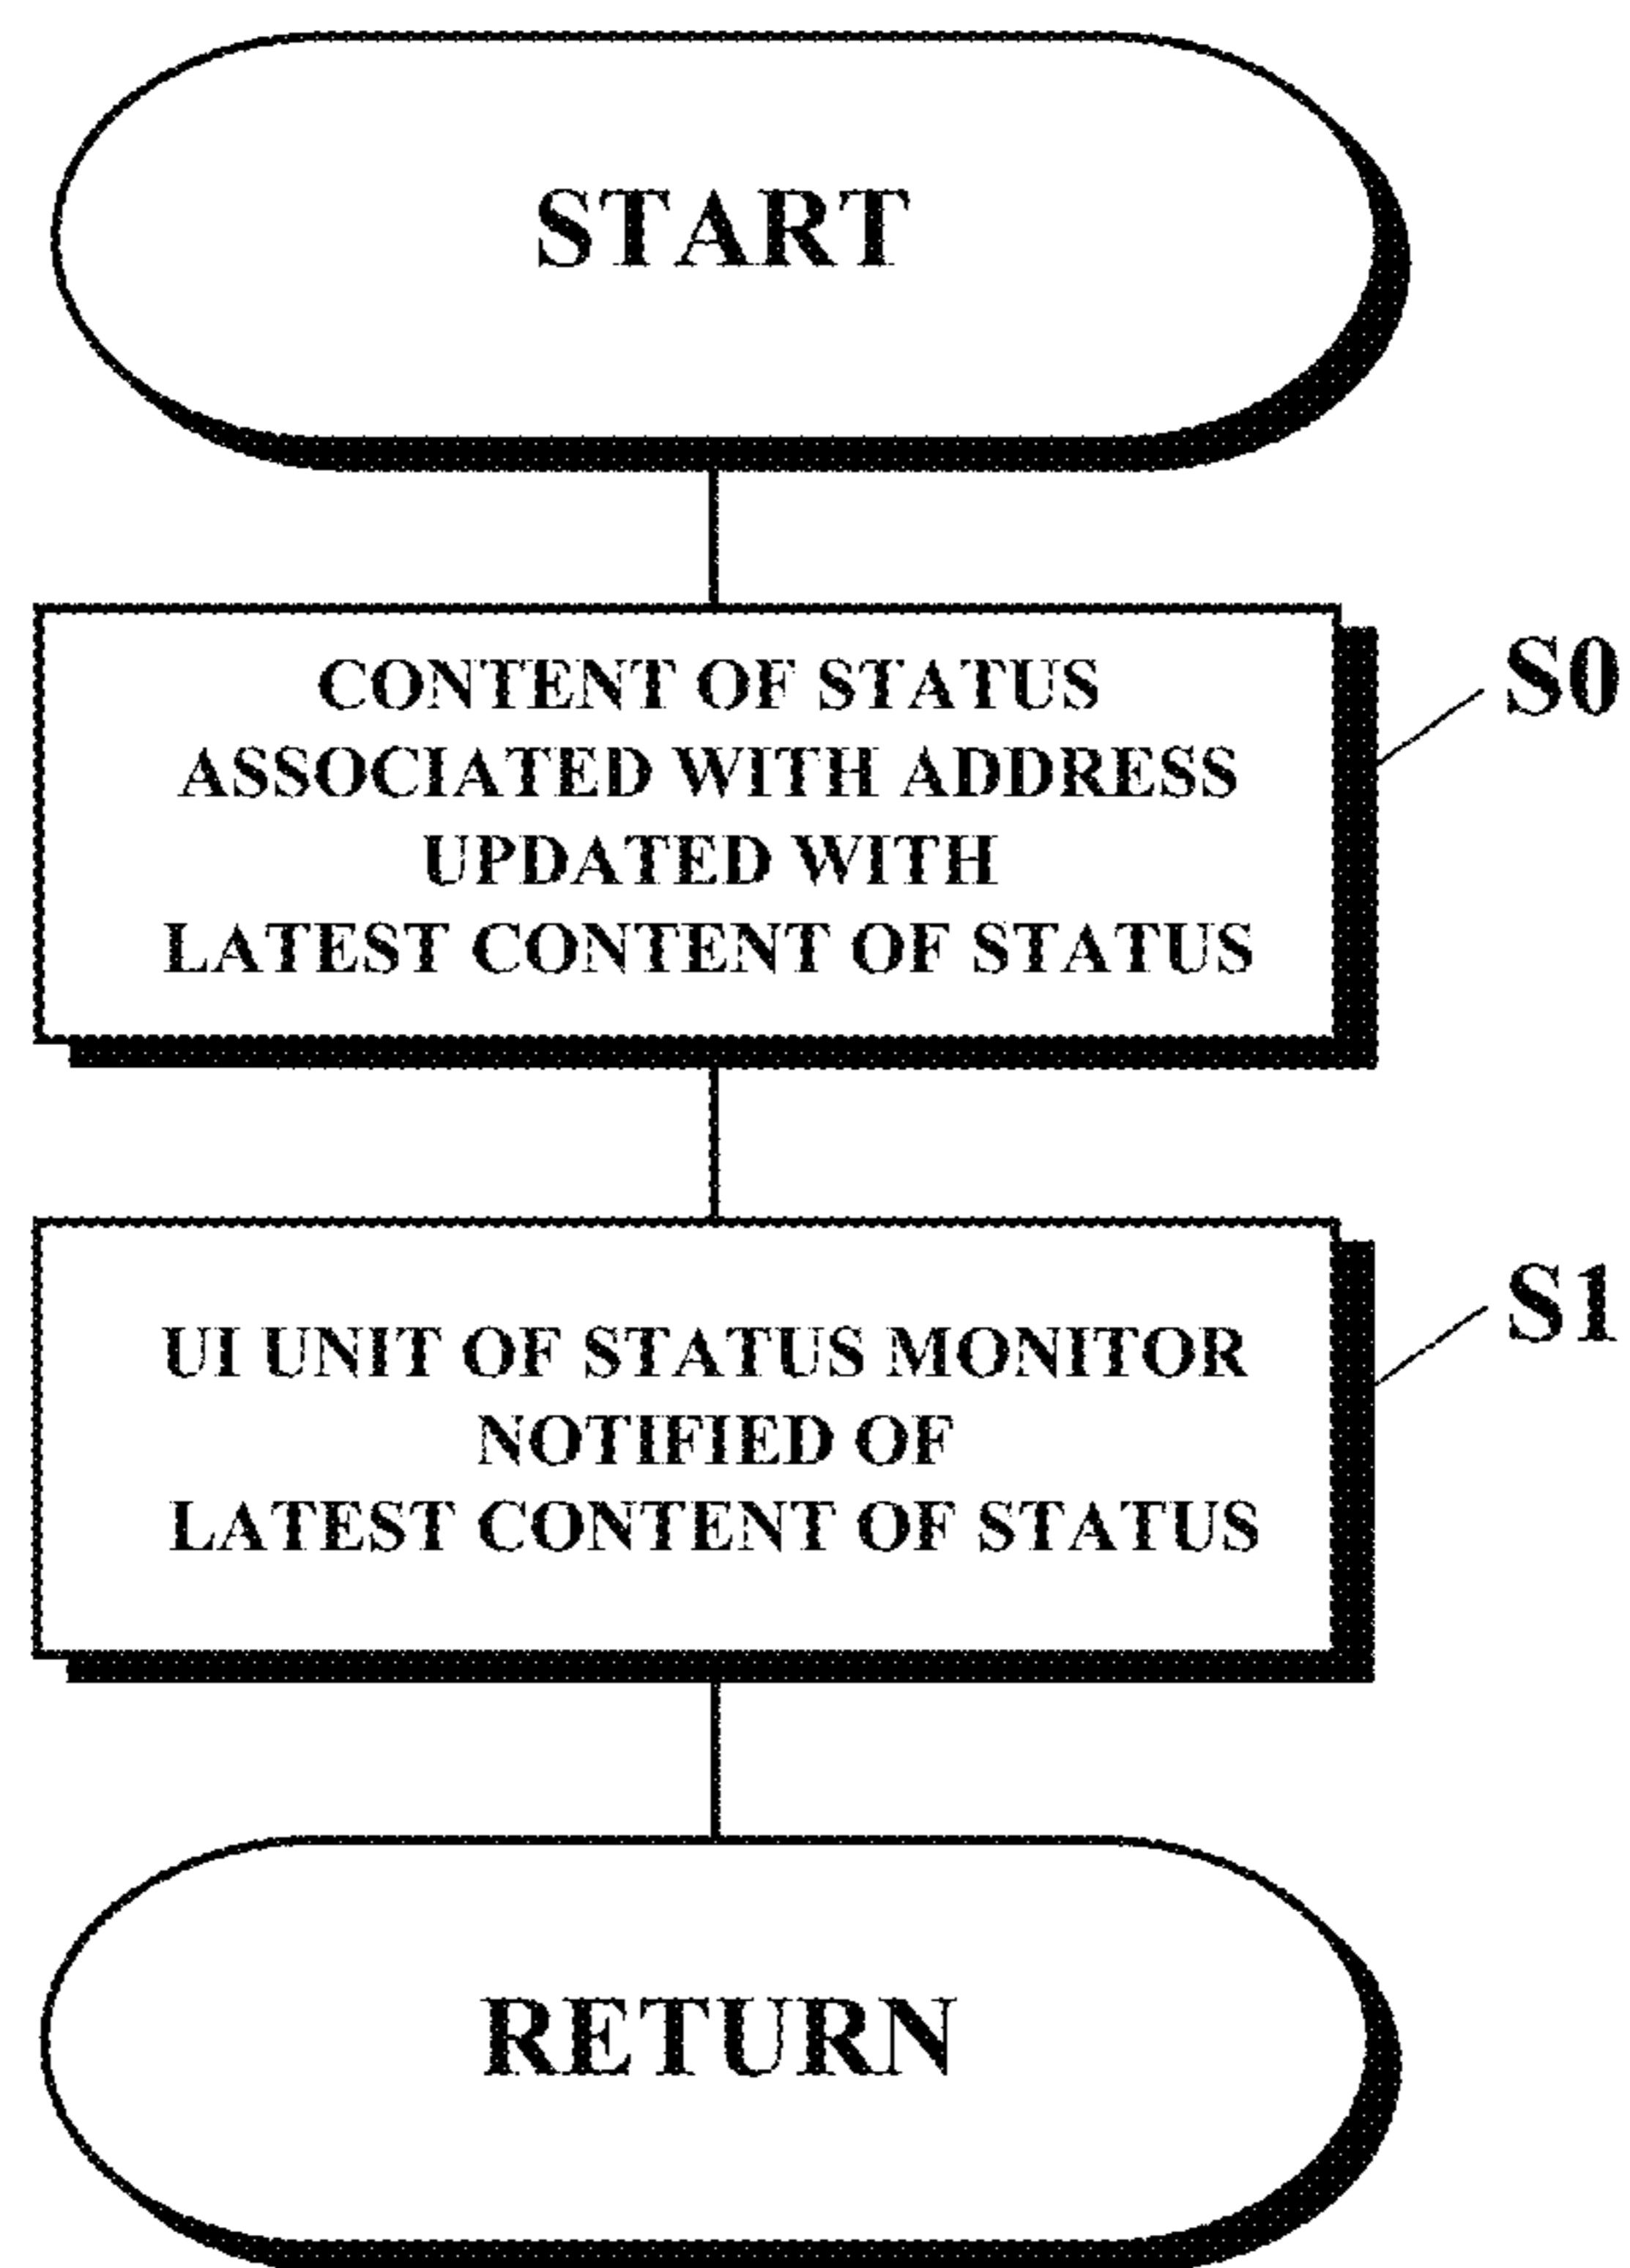 START
CONTENT OF STATUS
ASSOCIATED WITH ADDRESS
UPDATED WITH
LATEST CONTENT OF STATUS
S0
UI UNIT OF STATUS MONITOR
NOTIFIED OF
LATEST CONTENT OF STATUS
S1
RETURN